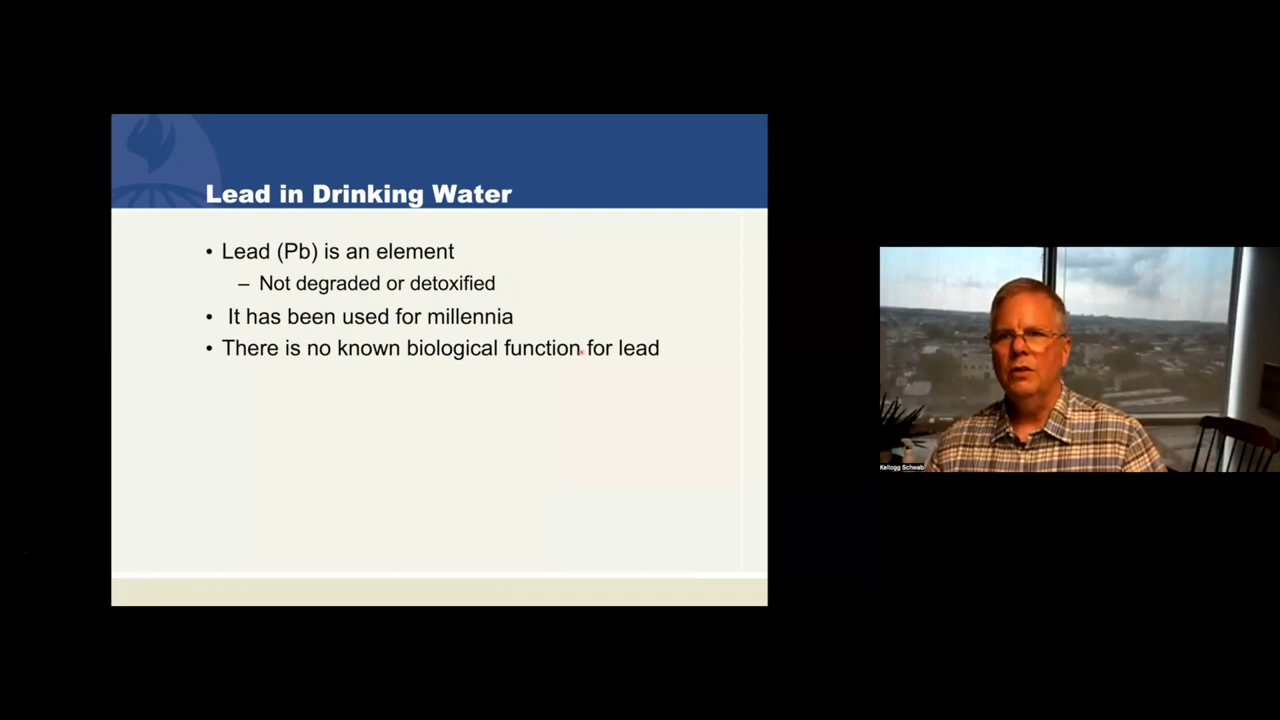 Lead in Drinking Water
• Lead (Pb) is an element
– Not degraded or detoxified
• It has been used for millennia
• There is no known biological function for lead
Kellogg Schwab